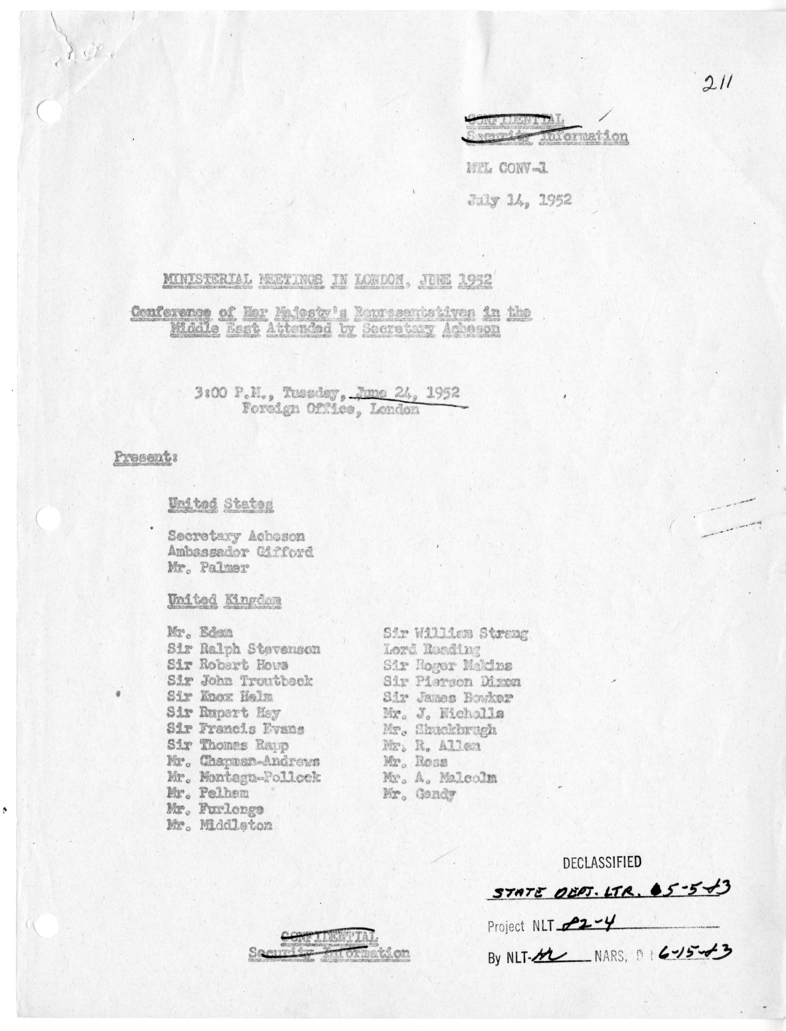 211
CONFIDENTIAL
Security Information
MTL CONV-1
July 14, 1952
MINISTERIAL MEETINGS IN LONDON, JUNE 1952
Conference of Her Majesty's Representatives in the
Middle East Attended by Secretary Acheson
3:00 P.M., Tuesday, June 24, 1952
Foreign Office, London
Present:
United States
Secretary Acheson
Ambassador Gifford
Mr. Palmer
United Kingdom
Mr. Eden
Sir Ralph Stevenson
Sir Robert Howe
Sir John Troutbeck
Sir Knox Helm
Sir Rupert Hay
Sir Francis Evans
Sir Thomas Rapp
Mr. Chapman-Andrews
Mr. Montagu-Pollock
Mr. Pelham
Mr. Furlonge
Mr. Middleton
Sir William Strang
Lord Reading
Sir Roger Makins
Sir Pierson Dixon
Sir James Bowker
Mr. J. Nicholls
Mr. Shuckbrugh
Mr. R. Allen
Mr. Ross
Mr. A. Malcolm
Mr. Gandy
DECLASSIFIED
STATE DEPT. LTR. 5-5-83
Project NLT 82-4
By NLT- NARS, 6-15-83
CONFIDENTIAL
Security Information